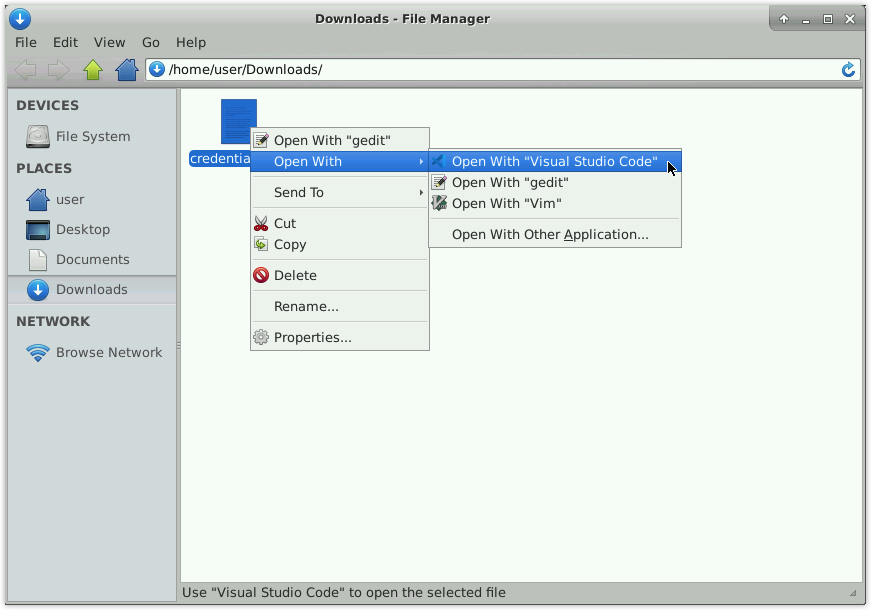 Downloads - File Manager
File Edit View Go Help
/home/user/Downloads/
DEVICES
File System
PLACES
user
Desktop
Documents
Downloads
NETWORK
Browse Network
credentia
Open With "gedit"
Open With
Send To
Cut
Copy
Delete
Rename...
Properties...
Open With "Visual Studio Code"
Open With "gedit"
Open With "Vim"
Open With Other Application...
Use "Visual Studio Code" to open the selected file